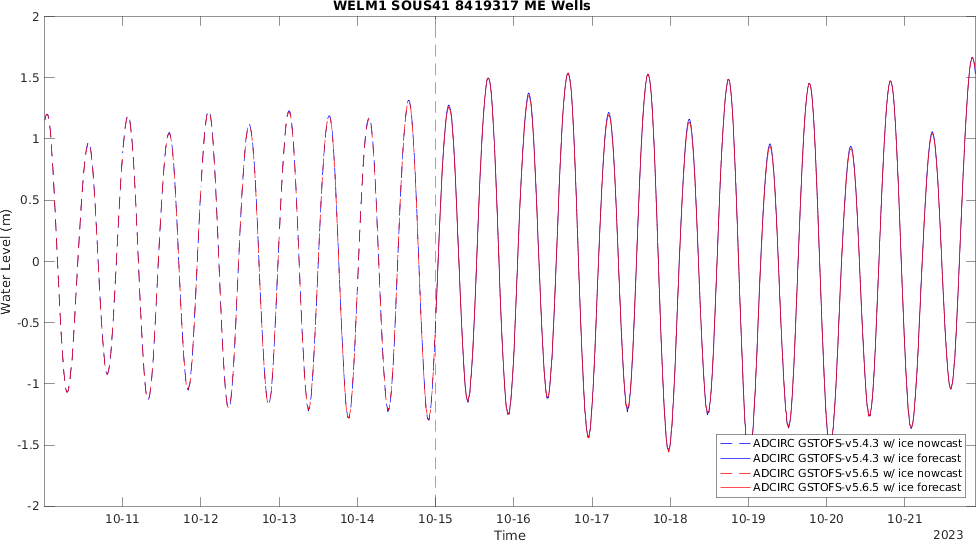 WELM1 SOUS41 8419317 ME Wells
2
1.5
1
0.5
0
-0.5
-1
-1.5
-2
Water Level (m)
ADCIRC GSTOFS-v5.4.3 w/ ice nowcast
ADCIRC GSTOFS-v5.4.3 w/ ice forecast
ADCIRC GSTOFS-v5.6.5 w/ ice nowcast
ADCIRC GSTOFS-v5.6.5 w/ ice forecast
10-11 10-12 10-13 10-14 10-15 10-16 10-17 10-18 10-19 10-20 10-21
Time
2023